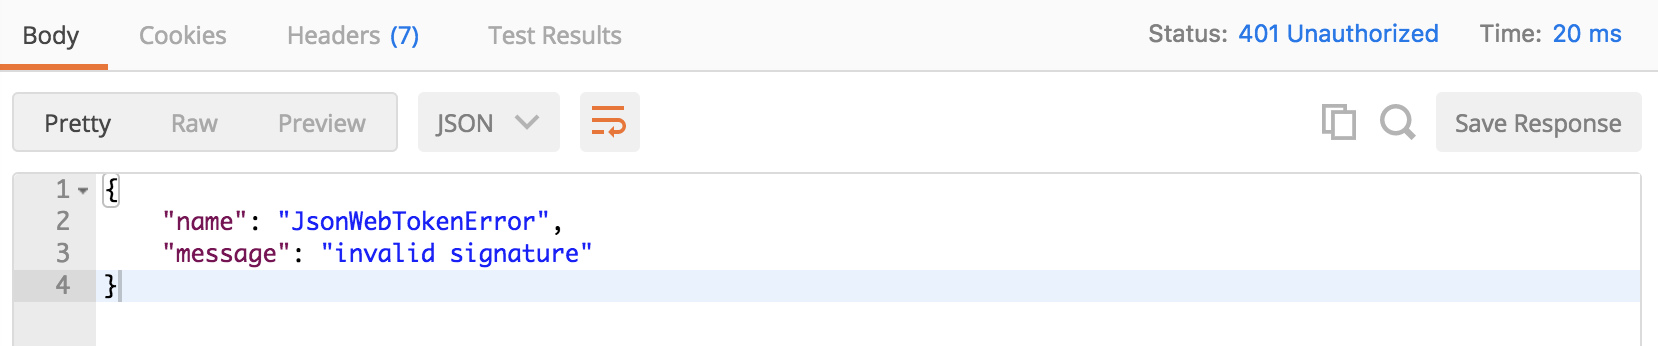 Body Cookies Headers (7) Test Results Status: 401 Unauthorized Time: 20 ms
Pretty Raw Preview JSON Save Response
1 {
2 "name": "JsonWebTokenError",
3 "message": "invalid signature"
4 }